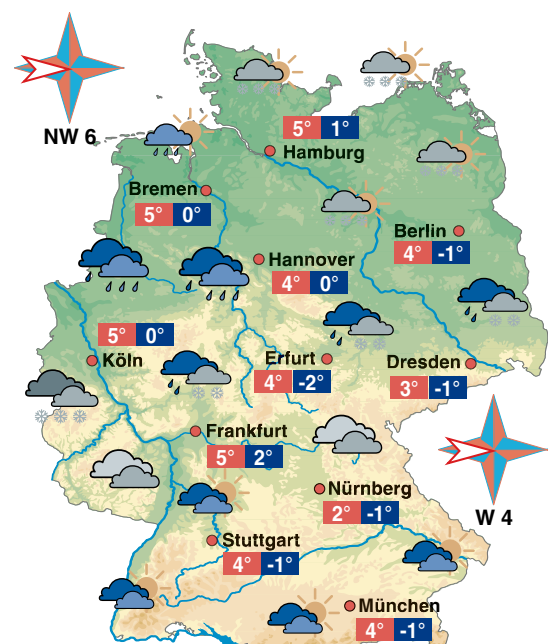 NW 6
5° 1°
Hamburg
Bremen
5° 0°
Berlin
4° -1°
Hannover
4° 0°
5° 0°
Köln
Erfurt
4° -2°
Dresden
3° -1°
Frankfurt
5° 2°
W 4
Nürnberg
2° -1°
Stuttgart
4° -1°
München
4° -1°